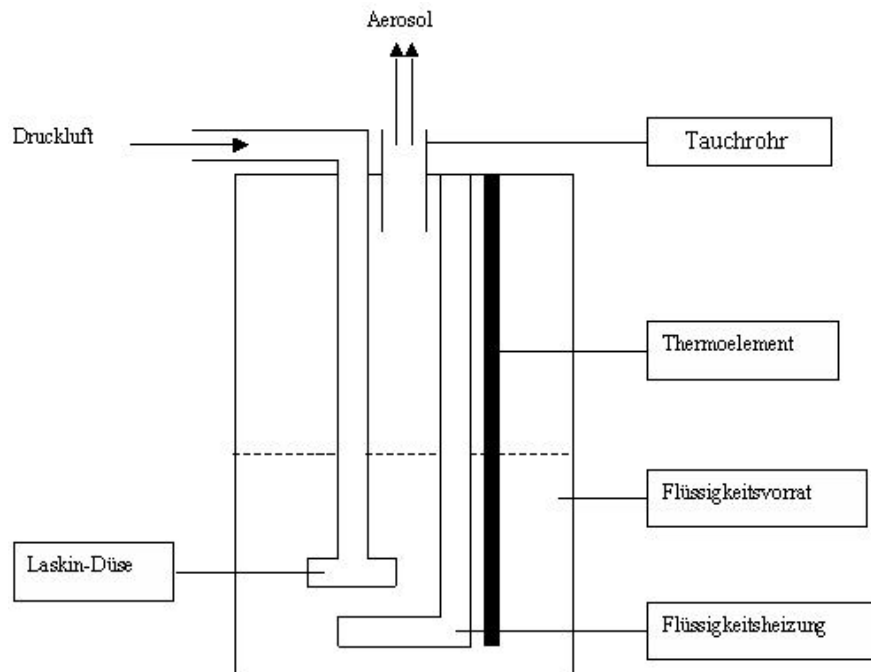 Aerosol
Druckluft
Tauchrohr
Thermoelement
Flüssigkeitsvorrat
Laskin-Düse
Flüssigkeitsheizung